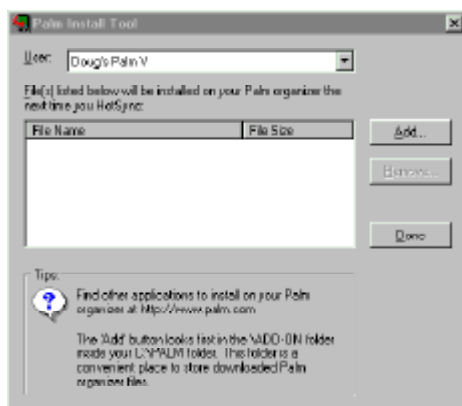 Palm Install Tool
User: Doug's Palm V
File(s) listed below will be installed on your Palm organizer the
next time you HotSync:
File Name File Size
Add...
Remove...
Done
Tips:
Find other applications to install on your Palm
organizer at http://www.palm.com
The 'Add' button looks first in the \ADD-ON folder
inside your C:\PALM folder. This folder is a
convenient place to store downloaded Palm
organizer files.